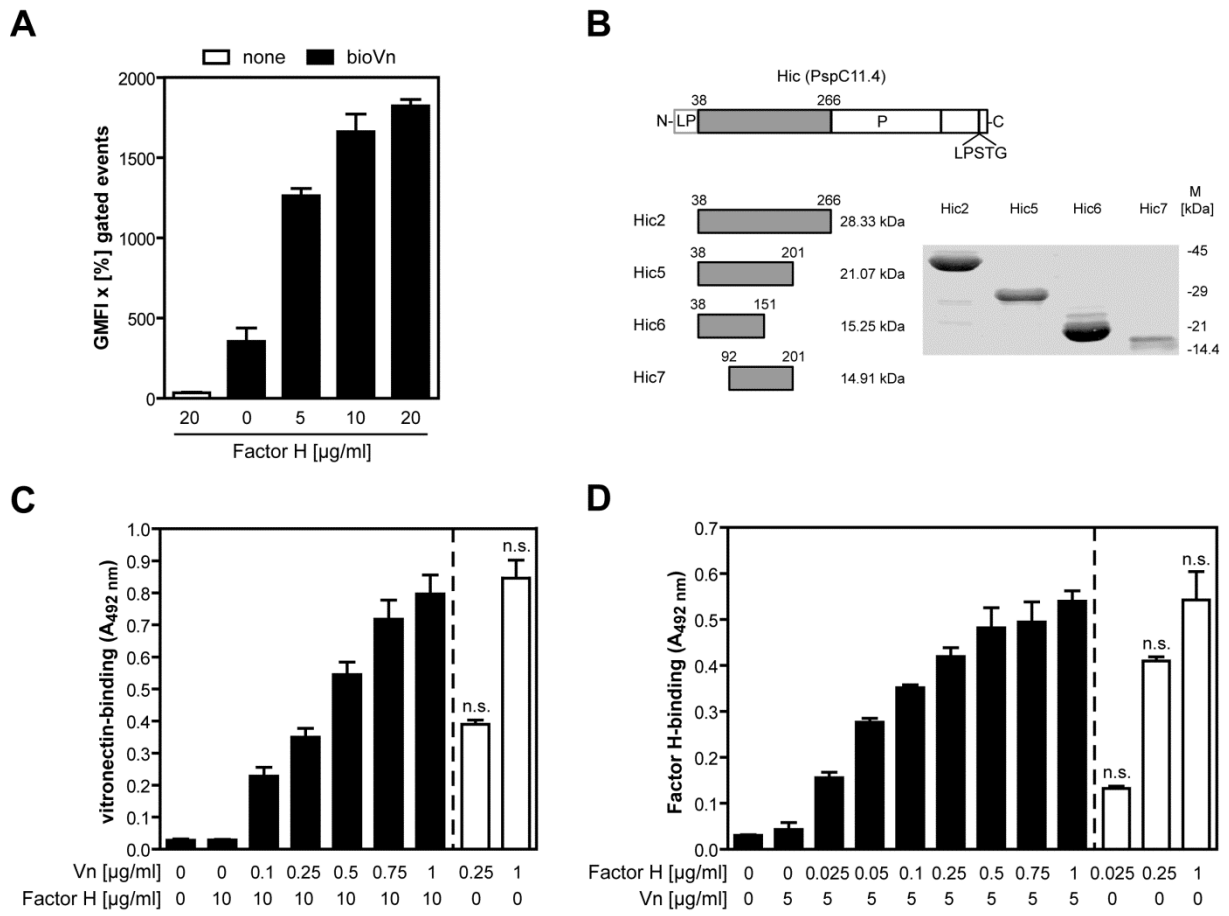 A
none bioVn
GMFI x [%] gated events
2000
1500
1000
500
0
20 0 5 10 20
Factor H [µg/ml]
B
Hic (PspC11.4)
38 266
N- LP P -C
LPSTG
38 266
Hic2 28.33 kDa
38 201
Hic5 21.07 kDa
38 151
Hic6 15.25 kDa
92 201
Hic7 14.91 kDa
M
[kDa]
Hic2 Hic5 Hic6 Hic7
-45
-29
-21
-14.4
C
vitronectin-binding (A492 nm)
1.0
0.9
0.8
0.7
0.6
0.5
0.4
0.3
0.2
0.1
0.0
n.s. n.s.
Vn [µg/ml] 0 0 0.1 0.25 0.5 0.75 1 0.25 1
Factor H [µg/ml] 0 10 10 10 10 10 10 0 0
D
Factor H-binding (A492 nm)
0.7
0.6
0.5
0.4
0.3
0.2
0.1
0.0
n.s. n.s. n.s.
Factor H [µg/ml] 0 0 0.025 0.05 0.1 0.25 0.5 0.75 1 0.025 0.25 1
Vn [µg/ml] 0 5 5 5 5 5 5 5 5 0 0 0